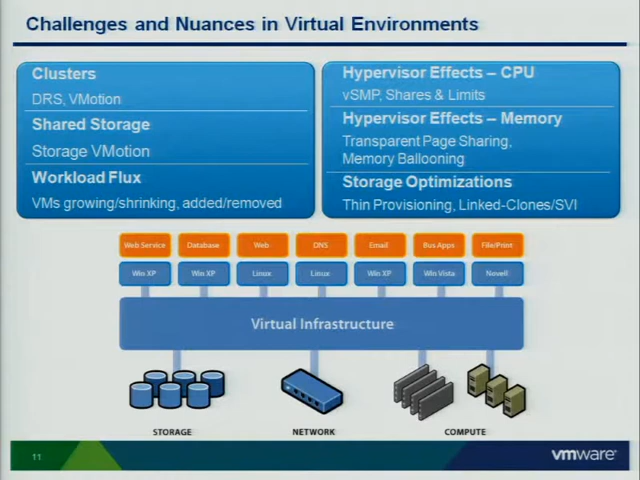 Challenges and Nuances in Virtual Environments
Clusters
DRS, VMotion
Shared Storage
Storage VMotion
Workload Flux
VMs growing/shrinking, added/removed
Hypervisor Effects – CPU
vSMP, Shares & Limits
Hypervisor Effects – Memory
Transparent Page Sharing,
Memory Ballooning
Storage Optimizations
Thin Provisioning, Linked-Clones/SVI
Web Service Database Web DNS Email Bus Apps File/Print
Win XP Win XP Linux Linux Win XP Win Vista Novell
Virtual Infrastructure
STORAGE NETWORK COMPUTE
11 vmware